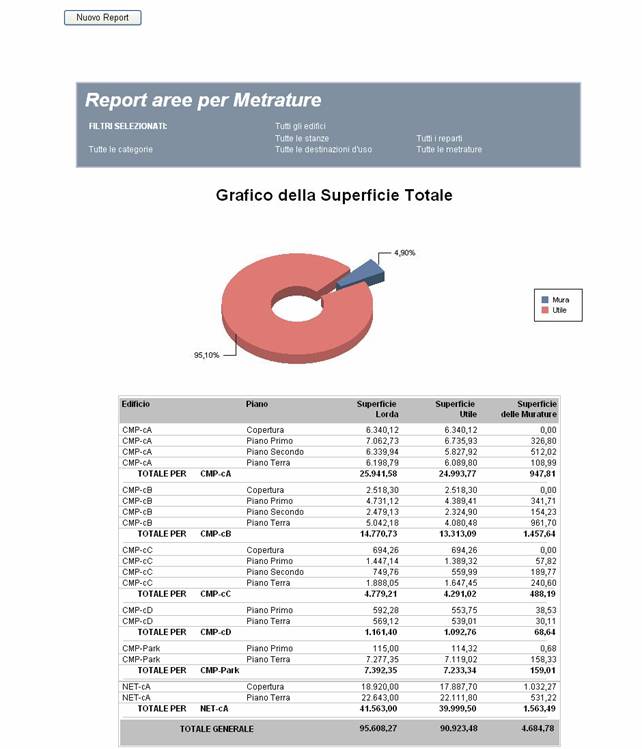 Nuovo Report
Report aree per Metrature
FILTRI SELEZIONATI: Tutti gli edifici
Tutte le stanze Tutti i reparti
Tutte le categorie Tutte le destinazioni d'uso Tutte le metrature
Grafico della Superficie Totale
4,90%
Mura
Utile
95,10%
Edificio Piano Superficie Superficie Superficie
Lorda Utile delle Murature
CMP-cA Copertura 6.340,12 6.340,12 0,00
CMP-cA Piano Primo 7.062,73 6.735,93 326,80
CMP-cA Piano Secondo 6.339,94 5.827,92 512,02
CMP-cA Piano Terra 6.198,79 6.089,80 108,99
TOTALE PER CMP-cA 25.941,58 24.993,77 947,81
CMP-cB Copertura 2.518,30 2.518,30 0,00
CMP-cB Piano Primo 4.731,12 4.389,41 341,71
CMP-cB Piano Secondo 2.479,13 2.324,90 154,23
CMP-cB Piano Terra 5.042,18 4.080,48 961,70
TOTALE PER CMP-cB 14.770,73 13.313,09 1.457,64
CMP-cC Copertura 694,26 694,26 0,00
CMP-cC Piano Primo 1.447,14 1.389,32 57,82
CMP-cC Piano Secondo 749,76 559,99 189,77
CMP-cC Piano Terra 1.888,05 1.647,45 240,60
TOTALE PER CMP-cC 4.779,21 4.291,02 488,19
CMP-cD Piano Primo 592,28 553,75 38,53
CMP-cD Piano Terra 569,12 539,01 30,11
TOTALE PER CMP-cD 1.161,40 1.092,76 68,64
CMP-Park Piano Primo 115,00 114,32 0,68
CMP-Park Piano Terra 7.277,35 7.119,02 158,33
TOTALE PER CMP-Park 7.392,35 7.233,34 159,01
NET-cA Copertura 18.920,00 17.887,70 1.032,27
NET-cA Piano Terra 22.643,00 22.111,80 531,22
TOTALE PER NET-cA 41.563,00 39.999,50 1.563,49
TOTALE GENERALE 95.608,27 90.923,48 4.684,78